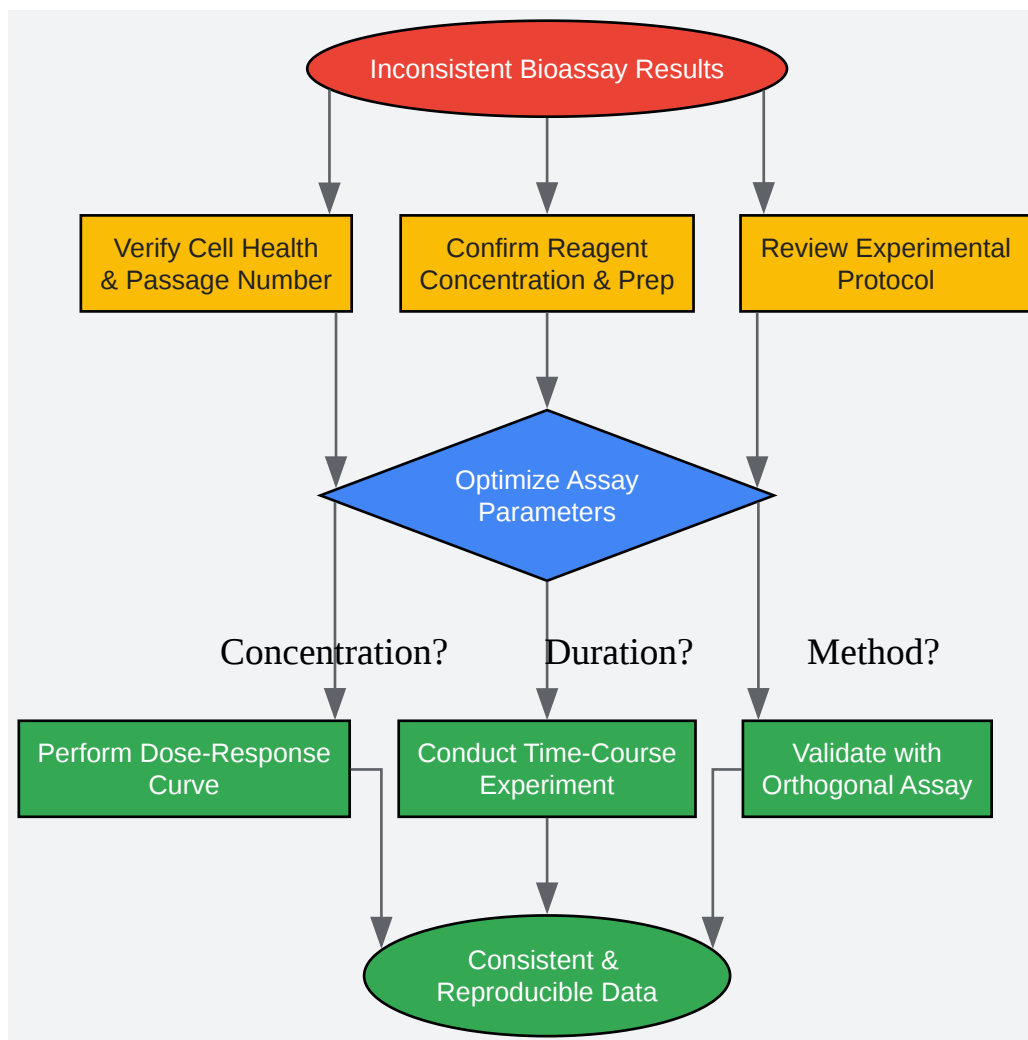 Inconsistent Bioassay Results
Verify Cell Health
& Passage Number
Confirm Reagent
Concentration & Prep
Review Experimental
Protocol
Optimize Assay
Parameters
Concentration?
Duration?
Method?
Perform Dose-Response
Curve
Conduct Time-Course
Experiment
Validate with
Orthogonal Assay
Consistent &
Reproducible Data